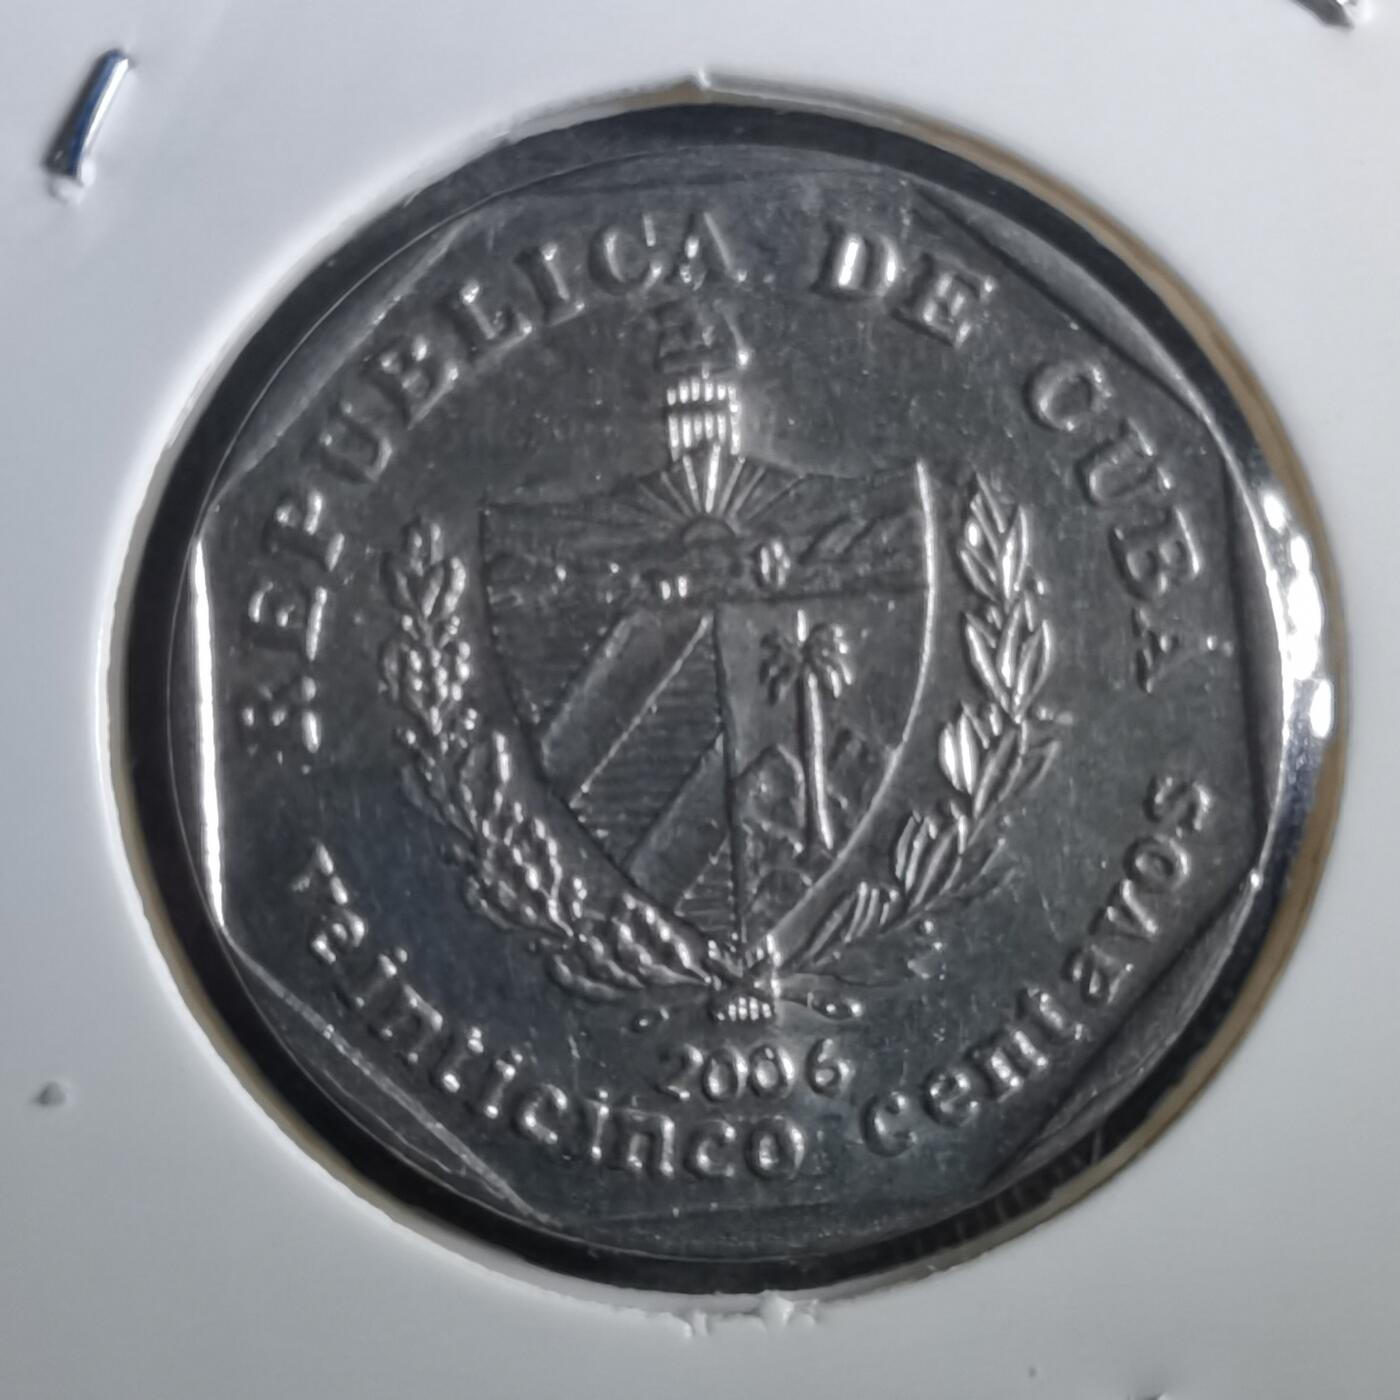 REPUBLICA DE CUBA
2006
veinticinco centavos